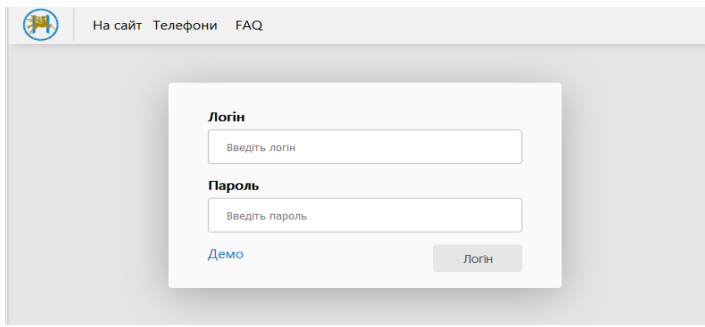 На сайт Телефони FAQ
Логін
Введіть логін
Пароль
Введіть пароль
Демо Логін